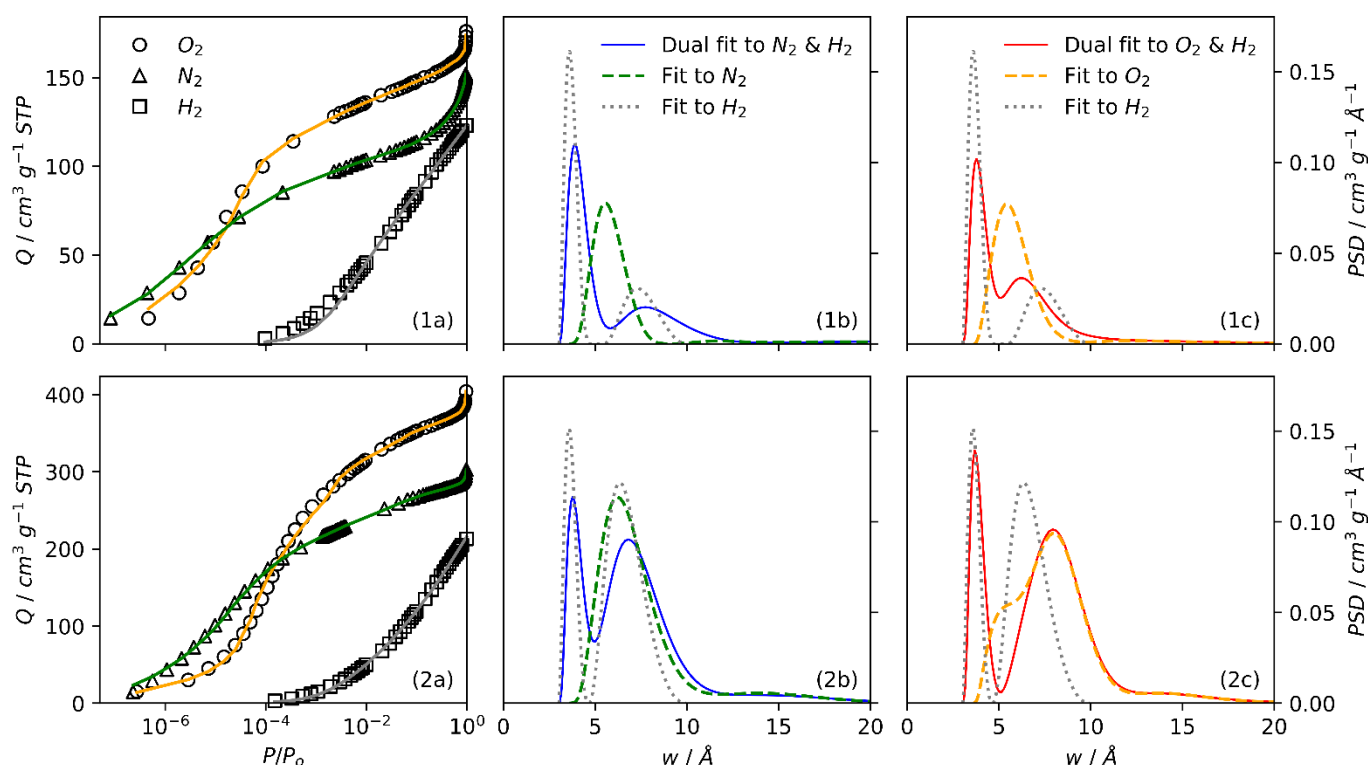 O₂
N₂
H₂
(1a)
0
50
100
150
Q / cm³ g⁻¹ STP
Dual fit to N₂ & H₂
Fit to N₂
Fit to H₂
(1b)
Dual fit to O₂ & H₂
Fit to O₂
Fit to H₂
(1c)
0.15
0.10
0.05
0.00
PSD / cm³ g⁻¹ Å⁻¹
400
300
200
100
0
Q / cm³ g⁻¹ STP
(2a)
10⁻⁶
10⁻⁴
10⁻²
10⁰
P/Pₒ
(2b)
0
5
10
15
20
w / Å
(2c)
0
5
10
15
20
w / Å
0.15
0.10
0.05
0.00
PSD / cm³ g⁻¹ Å⁻¹